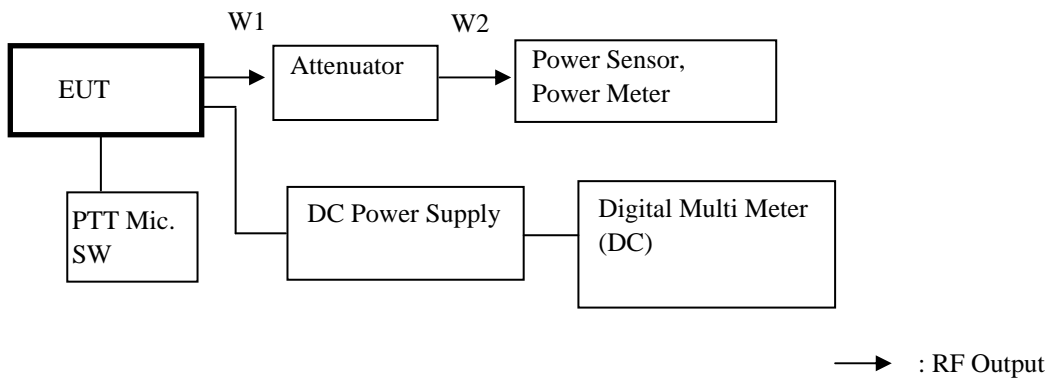 W1
W2
EUT
Attenuator
Power Sensor,
Power Meter
PTT Mic.
SW
DC Power Supply
Digital Multi Meter
(DC)
: RF Output